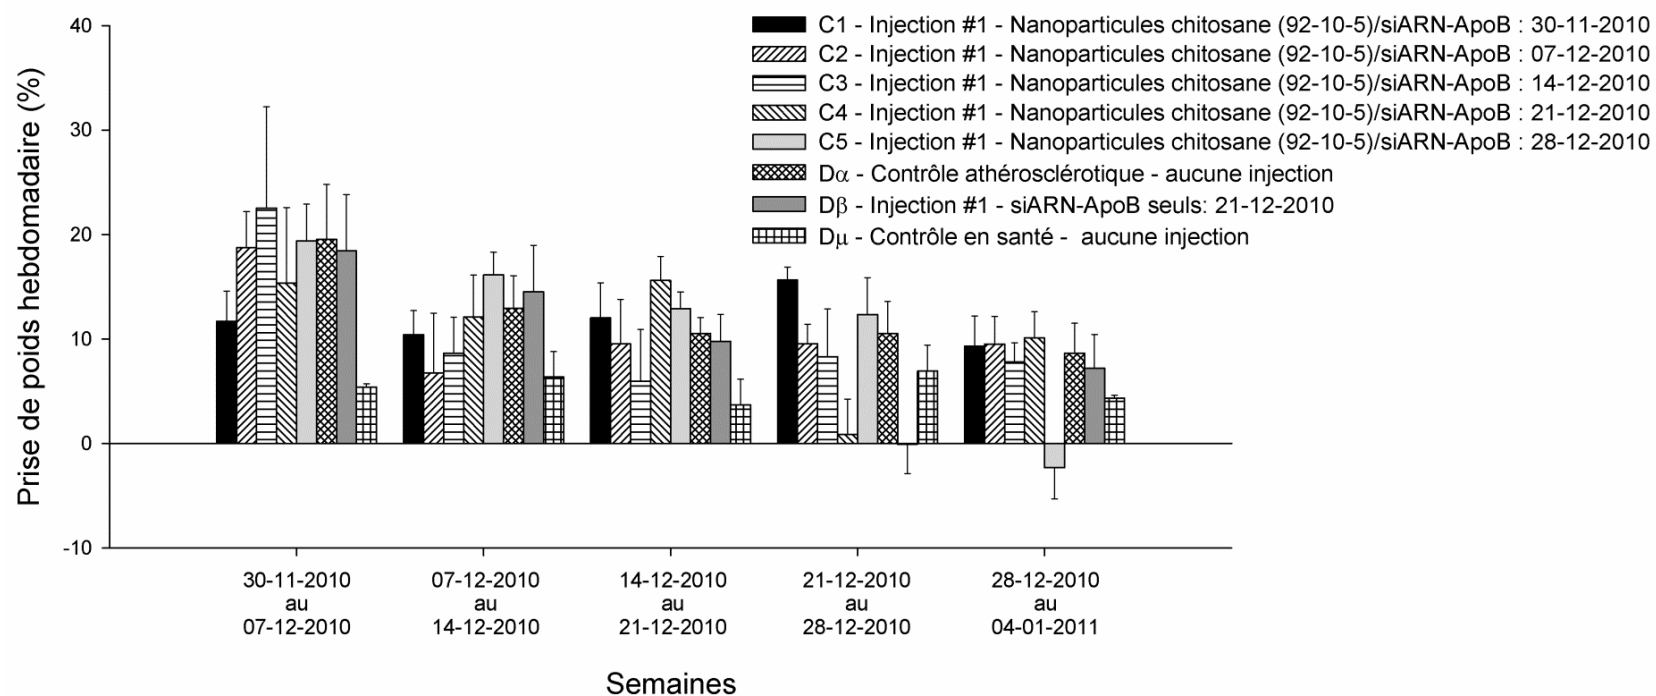 40
30
20
10
0
-10
Prise de poids hebdomadaire (%)
C1 - Injection #1 - Nanoparticules chitosane (92-10-5)/siARN-ApoB : 30-11-2010
C2 - Injection #1 - Nanoparticules chitosane (92-10-5)/siARN-ApoB : 07-12-2010
C3 - Injection #1 - Nanoparticules chitosane (92-10-5)/siARN-ApoB : 14-12-2010
C4 - Injection #1 - Nanoparticules chitosane (92-10-5)/siARN-ApoB : 21-12-2010
C5 - Injection #1 - Nanoparticules chitosane (92-10-5)/siARN-ApoB : 28-12-2010
Dα - Contrôle athérosclérotique - aucune injection
Dβ - Injection #1 - siARN-ApoB seuls: 21-12-2010
Dµ - Contrôle en santé - aucune injection
30-11-2010
au
07-12-2010
07-12-2010
au
14-12-2010
14-12-2010
au
21-12-2010
21-12-2010
au
28-12-2010
28-12-2010
au
04-01-2011
Semaines